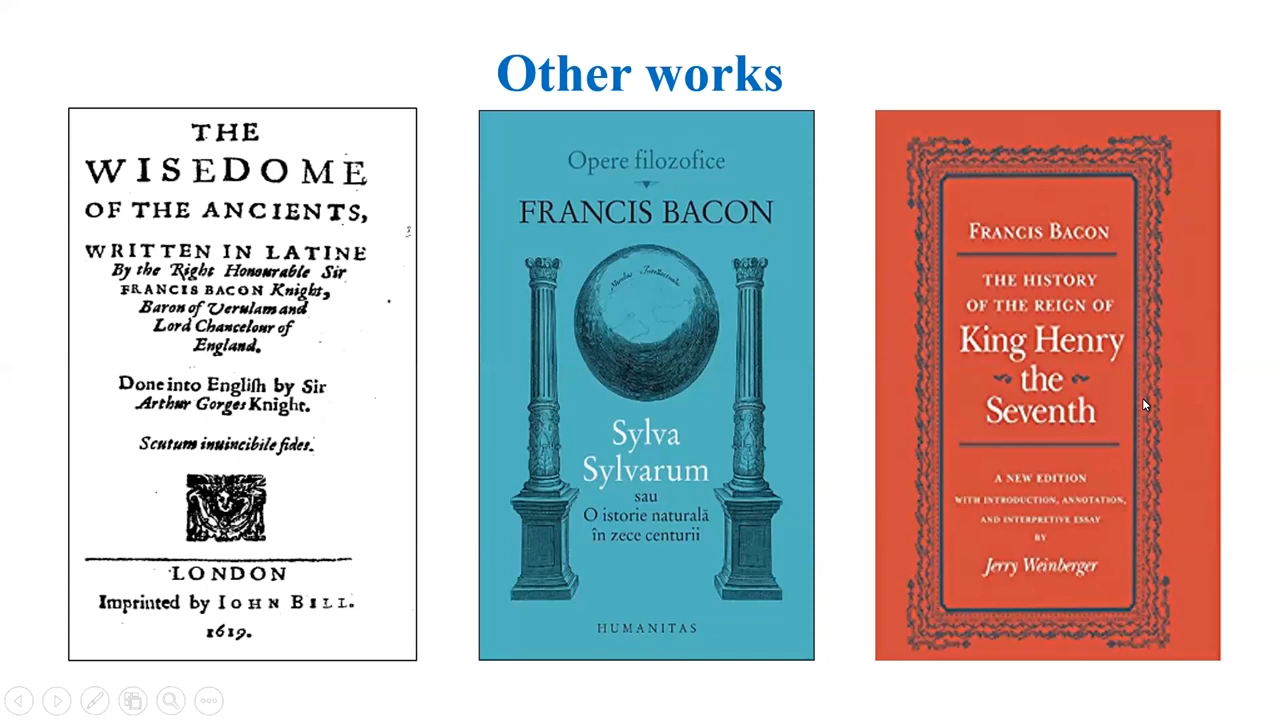 Other works
THE
WISEDOME
OF THE ANCIENTS,
WRITTEN IN LATINE
By the Right Honourable Sir
FRANCIS BACON Knight,
Baron of Verulam and
Lord Chancelour of
England.
Done into Engliſh by Sir
Arthur Gorges Knight.
Scutum inuincibile fides.
LONDON
Imprinted by IOHN BILL.
1619.
Opere filozofice
FRANCIS BACON
Mundus Intellectualis
Sylva
Sylvarum
sau
O istorie naturală
în zece centurii
HUMANITAS
FRANCIS BACON
THE HISTORY
OF THE REIGN OF
King Henry
the
Seventh
A NEW EDITION
WITH INTRODUCTION, ANNOTATION,
AND INTERPRETIVE ESSAY
BY
Jerry Weinberger